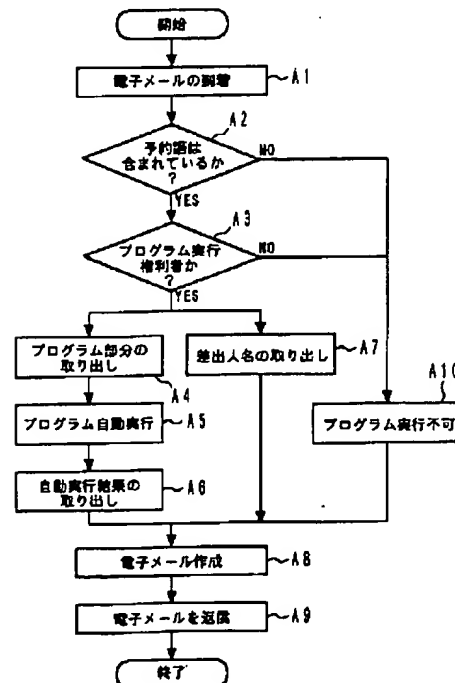 開始
電子メールの到着
A1
A2
予約語は
含まれているか
?
NO
YES
A3
プログラム実行
権利者か
?
NO
YES
プログラム部分の
取り出し
A4
差出人名の取り出し
A7
プログラム自動実行
A5
A10
プログラム実行不可
自動実行結果の
取り出し
A6
電子メール作成
A8
電子メールを返信
A9
終了